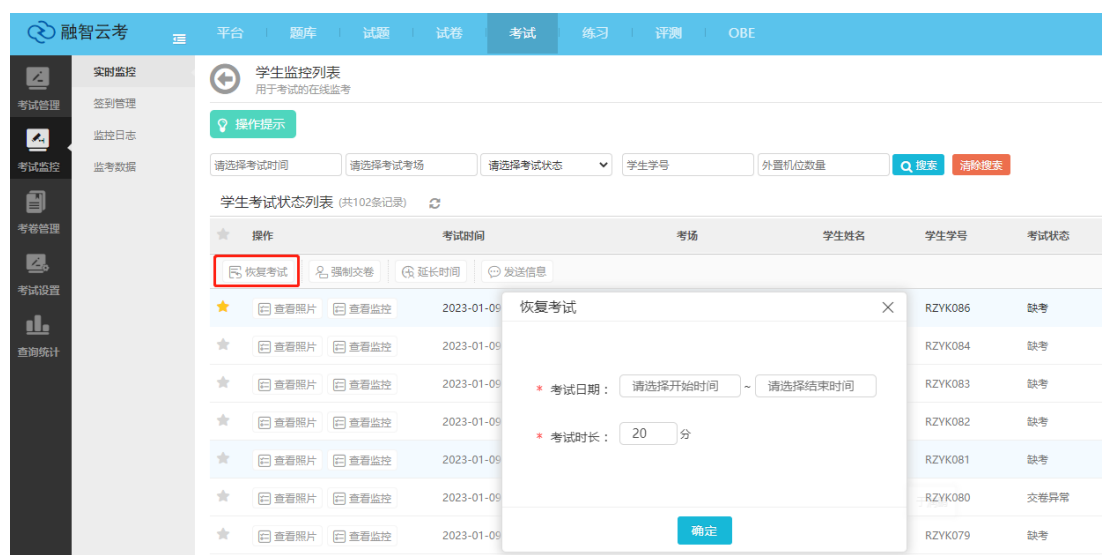 融智云考
平台 题库 试题 试卷 考试 练习 评测 OBE
考试管理
考试监控
考卷管理
考试设置
查询统计
实时监控
签到管理
监控日志
监考数据
学生监控列表
用于考试的在线监考
操作提示
请选择考试时间 请选择考试考场 请选择考试状态 学生学号 外置机位数量 搜索 清除搜索
学生考试状态列表 (共102条记录)
操作 考试时间 考场 学生姓名 学生学号 考试状态
恢复考试 强制交卷 延长时间 发送信息
查看照片 查看监控 2023-01-09 RZYK086 缺考
查看照片 查看监控 2023-01-09 RZYK084 缺考
查看照片 查看监控 2023-01-09 RZYK083 缺考
查看照片 查看监控 2023-01-09 RZYK082 缺考
查看照片 查看监控 2023-01-09 RZYK081 缺考
查看照片 查看监控 2023-01-09 RZYK080 交卷异常
查看照片 查看监控 2023-01-09 RZYK079 缺考
恢复考试
* 考试日期： 请选择开始时间 ~ 请选择结束时间
* 考试时长： 20 分
确定